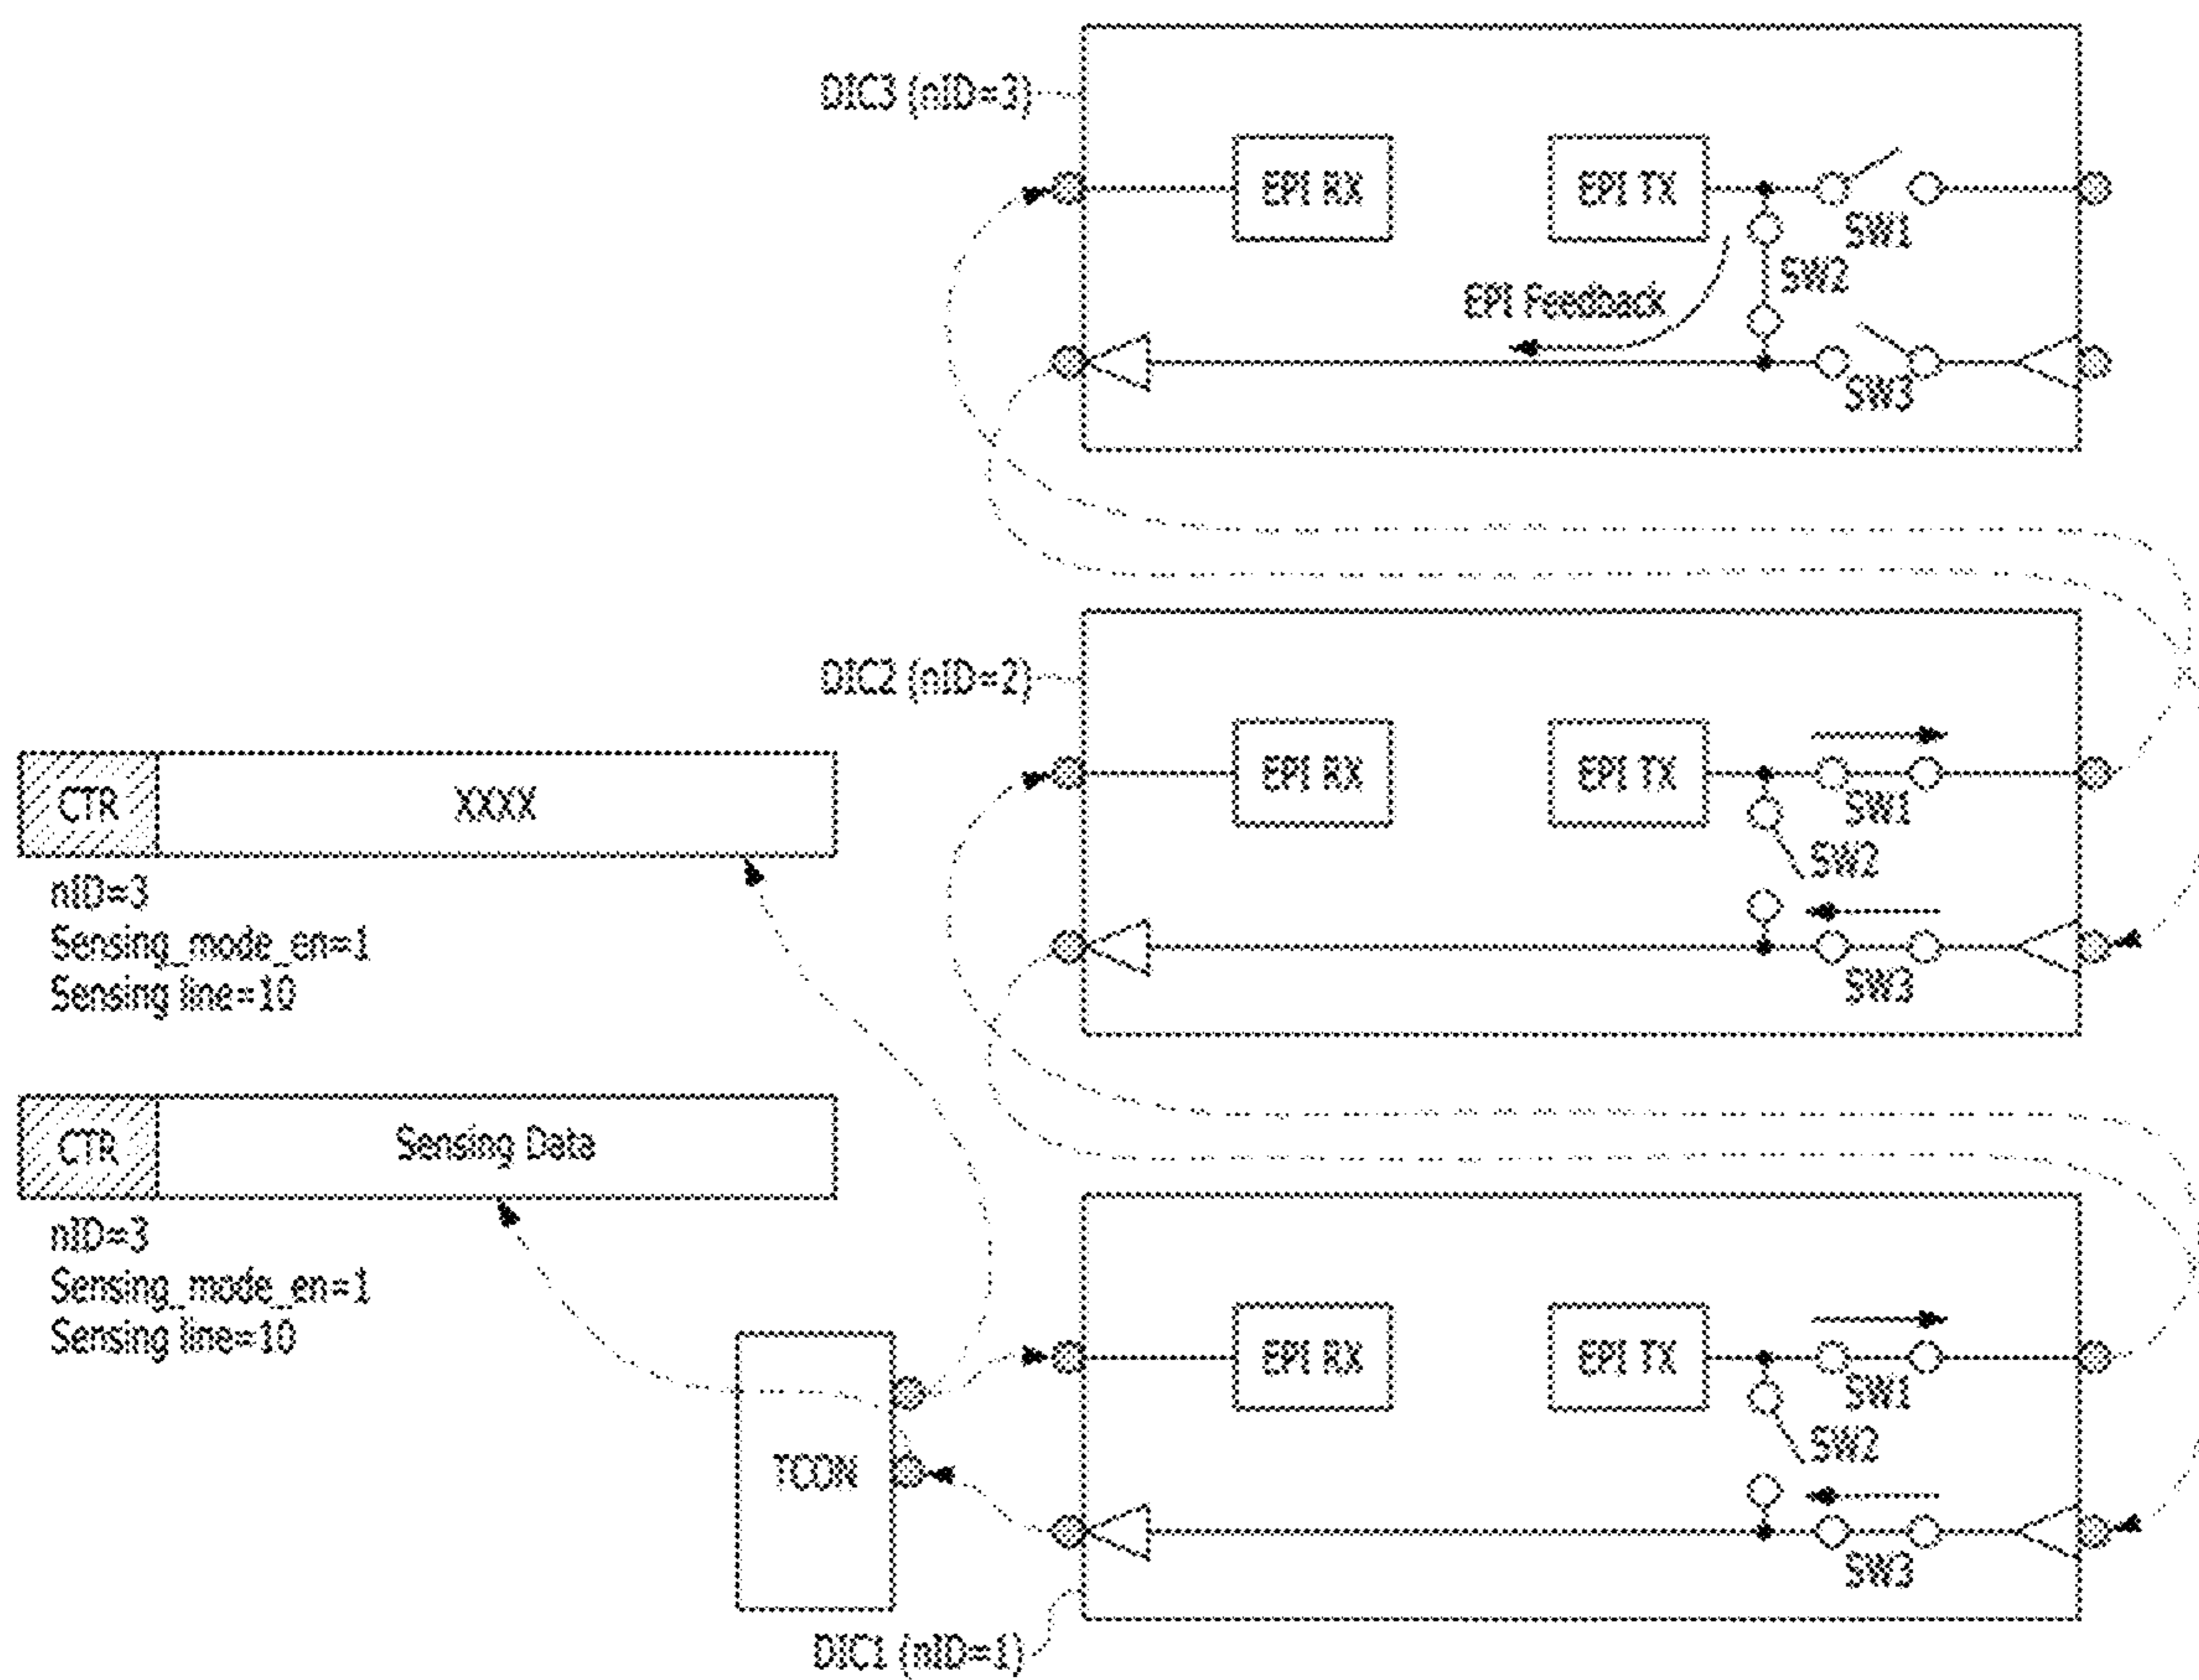 DIC3 (nID=3)
EPI RX
EPI TX
SW1
SW2
EPI Feedback
SW3
DIC2 (nID=2)
EPI RX
EPI TX
SW1
SW2
SW3
CTR
XXXX
nID=3
Sensing_mode_en=1
Sensing line=10
CTR
Sensing Data
nID=3
Sensing_mode_en=1
Sensing line=10
EPI RX
EPI TX
SW1
SW2
TCON
SW3
DIC1 (nID=1)